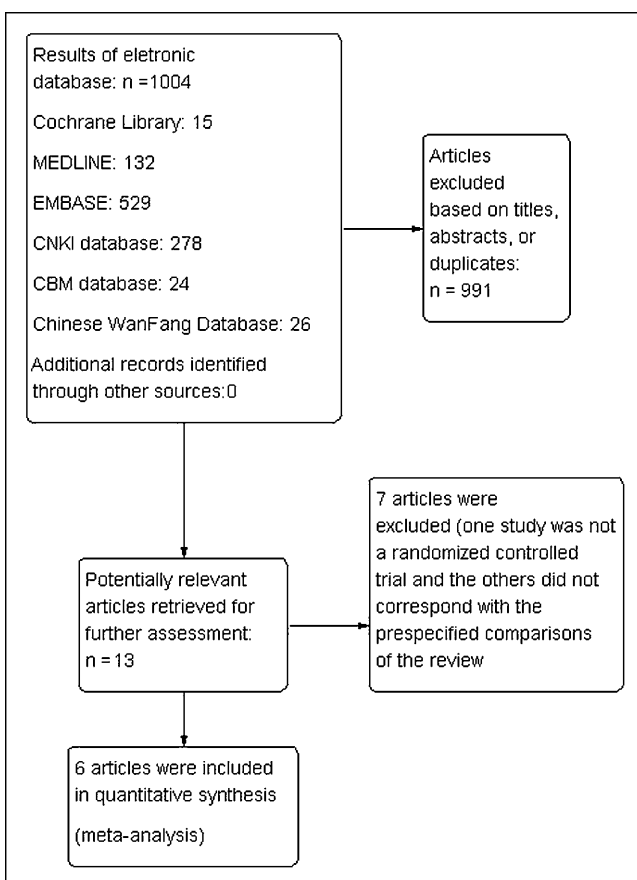 Results of eletronic
database: n =1004
Cochrane Library: 15
MEDLINE: 132
EMBASE: 529
CNKI database: 278
CBM database: 24
Chinese WanFang Database: 26
Additional records identified
through other sources:0
Articles
excluded
based on titles,
abstracts, or
duplicates:
n = 991
Potentially relevant
articles retrieved for
further assessment:
n =13
7 articles were
excluded (one study was not
a randomized controlled
trial and the others did not
correspond with the
prespecified comparisons
of the review
6 articles were included
in quantitative synthesis
(meta-analysis)